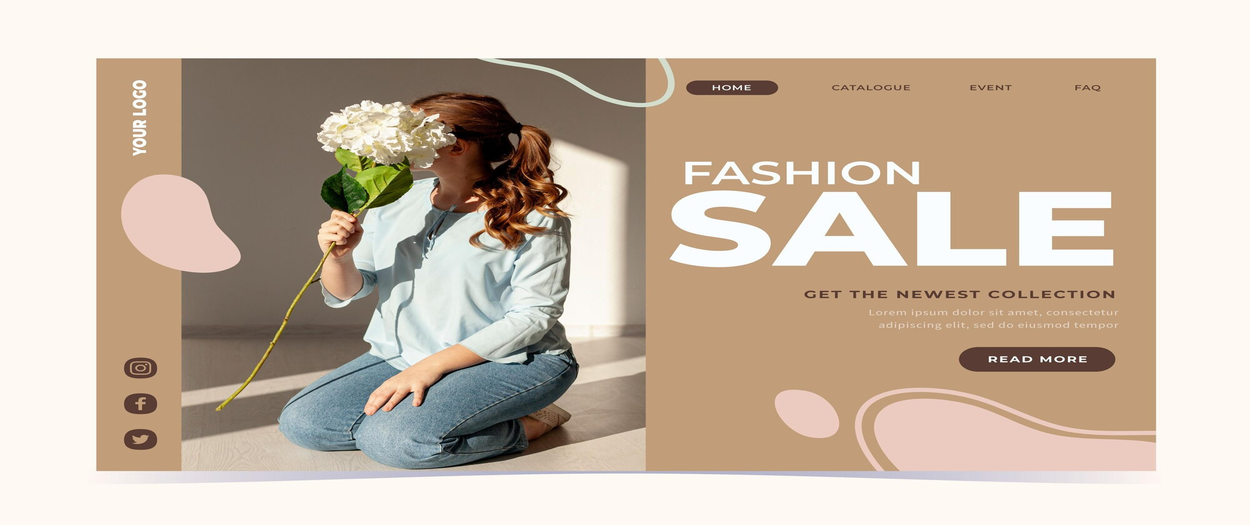 YOUR LOGO
HOME CATALOGUE EVENT FAQ
FASHION
SALE
GET THE NEWEST COLLECTION
Lorem ipsum dolor sit amet, consectetur
adipiscing elit, sed do eiusmod tempor
READ MORE